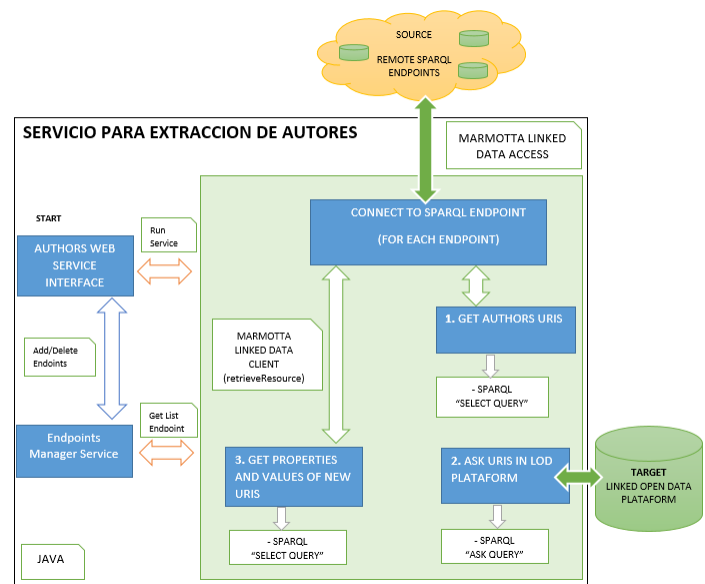 SOURCE
REMOTE SPARQL
ENDPOINTS
SERVICIO PARA EXTRACCION DE AUTORES
MARMOTTA LINKED
DATA ACCESS
START
AUTHORS WEB
SERVICE
INTERFACE
Run
Service
CONNECT TO SPARQL ENDPOINT
(FOR EACH ENDPOINT)
1. GET AUTHORS URIS
MARMOTTA
LINKED DATA
CLIENT
(retrieveResource)
Add/Delete
Endoints
- SPARQL
"SELECT QUERY"
Get List
Endooint
Endpoints
Manager Service
3. GET PROPERTIES
AND VALUES OF NEW
URIS
2. ASK URIS IN LOD
PLATAFORM
TARGET
LINKED OPEN DATA
PLATAFORM
- SPARQL
"SELECT QUERY"
- SPARQL
"ASK QUERY"
JAVA